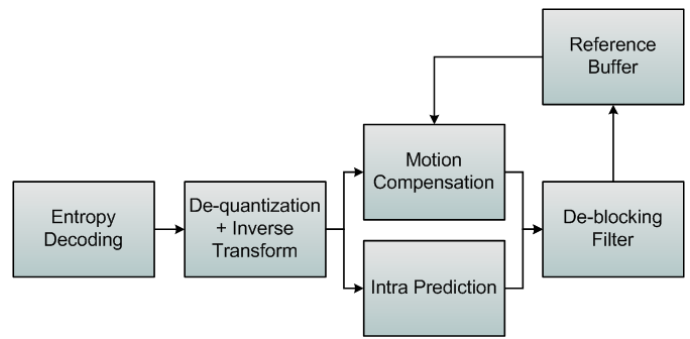 Reference
Buffer
Motion
Compensation
Entropy
Decoding
De-quantization
+ Inverse
Transform
De-blocking
Filter
Intra Prediction